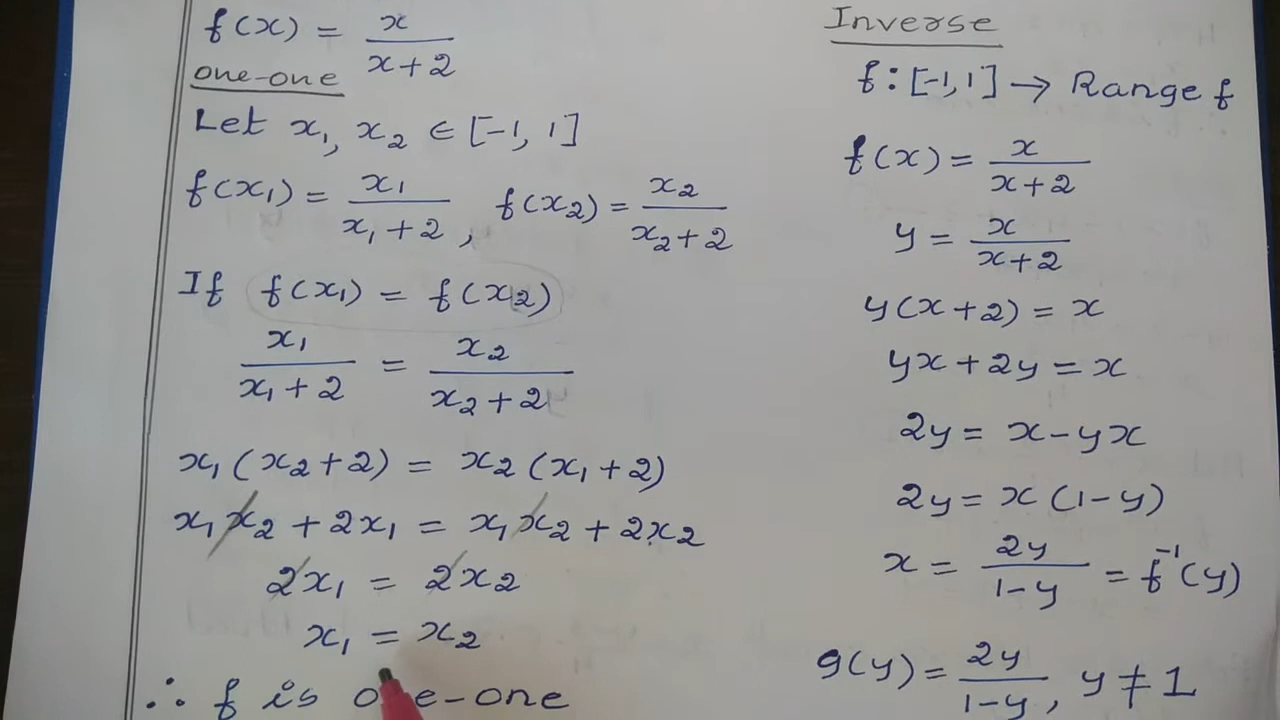 f(x) = x/(x+2)
one-one
Let x₁, x₂ ∈ [-1, 1]
f(x₁) = x₁/(x₁+2), f(x₂) = x₂/(x₂+2)
If f(x₁) = f(x₂)
x₁/(x₁+2) = x₂/(x₂+2)
x₁(x₂+2) = x₂(x₁+2)
x₁x₂ + 2x₁ = x₁x₂ + 2x₂
2x₁ = 2x₂
x₁ = x₂
∴ f is one-one
Inverse
f : [-1, 1] → Range f
f(x) = x/(x+2)
y = x/(x+2)
y(x+2) = x
yx + 2y = x
2y = x - yx
2y = x(1-y)
x = 2y/(1-y) = f⁻¹(y)
g(y) = 2y/(1-y), y ≠ 1